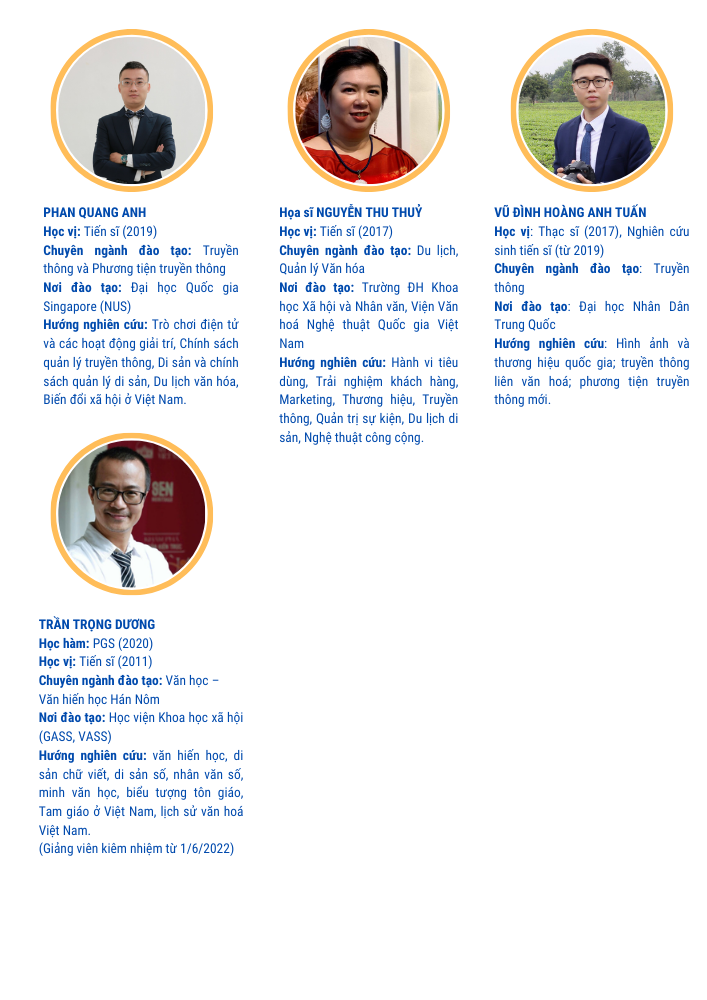 PHAN QUANG ANH
Học vị: Tiến sĩ (2019)
Chuyên ngành đào tạo: Truyền
thông và Phương tiện truyền thông
Nơi đào tạo: Đại học Quốc gia
Singapore (NUS)
Hướng nghiên cứu: Trò chơi điện tử
và các hoạt động giải trí, Chính sách
quản lý truyền thông, Di sản và chính
sách quản lý di sản, Du lịch văn hóa,
Biến đổi xã hội ở Việt Nam.
Họa sĩ NGUYỄN THU THUỶ
Học vị: Tiến sĩ (2017)
Chuyên ngành đào tạo: Du lịch,
Quản lý Văn hóa
Nơi đào tạo: Trường ĐH Khoa
học Xã hội và Nhân văn, Viện Văn
hoá Nghệ thuật Quốc gia Việt
Nam
Hướng nghiên cứu: Hành vi tiêu
dùng, Trải nghiệm khách hàng,
Marketing, Thương hiệu, Truyền
thông, Quản trị sự kiện, Du lịch di
sản, Nghệ thuật công cộng.
VŨ ĐÌNH HOÀNG ANH TUẤN
Học vị: Thạc sĩ (2017), Nghiên cứu
sinh tiến sĩ (từ 2019)
Chuyên ngành đào tạo: Truyền
thông
Nơi đào tạo: Đại học Nhân Dân
Trung Quốc
Hướng nghiên cứu: Hình ảnh và
thương hiệu quốc gia; truyền thông
liên văn hoá; phương tiện truyền
thông mới.
SEN
TRẦN TRỌNG DƯƠNG
Học hàm: PGS (2020)
Học vị: Tiến sĩ (2011)
Chuyên ngành đào tạo: Văn học –
Văn hiến học Hán Nôm
Nơi đào tạo: Học viện Khoa học xã hội
(GASS, VASS)
Hướng nghiên cứu: văn hiến học, di
sản chữ viết, di sản số, nhân văn số,
minh văn học, biểu tượng tôn giáo,
Tam giáo ở Việt Nam, lịch sử văn hoá
Việt Nam.
(Giảng viên kiêm nhiệm từ 1/6/2022)